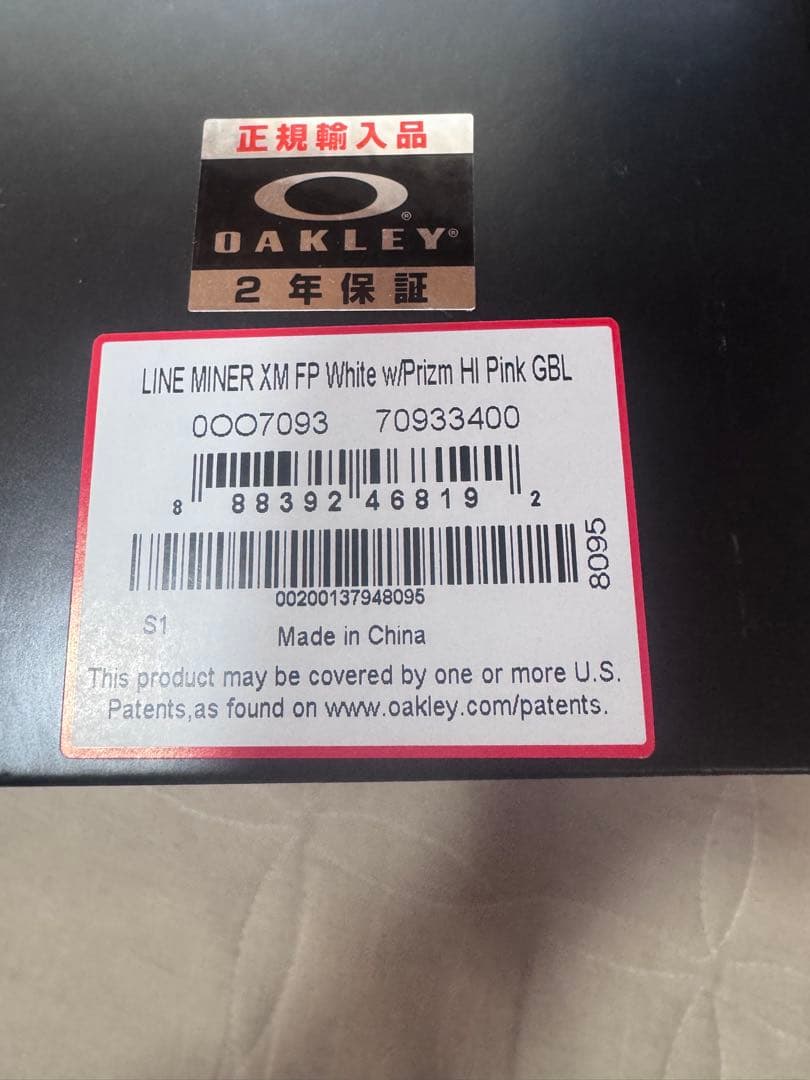 正規輸入品
OAKLEY®
2年保証
LINE MINER XM FP White w/Prizm HI Pink GBL
0OO7093 70933400
8 88392 46819 2
00200137948095
8095
S1
Made in China
This product may be covered by one or more U.S.
Patents,as found on www.oakley.com/patents.